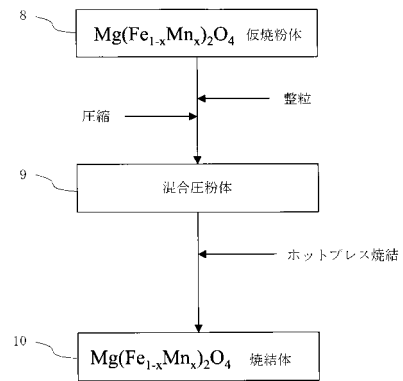 8
Mg(Fe1-xMnx)2O4 仮焼粉体
整粒
圧縮
9
混合圧粉体
ホットプレス焼結
10
Mg(Fe1-xMnx)2O4 焼結体